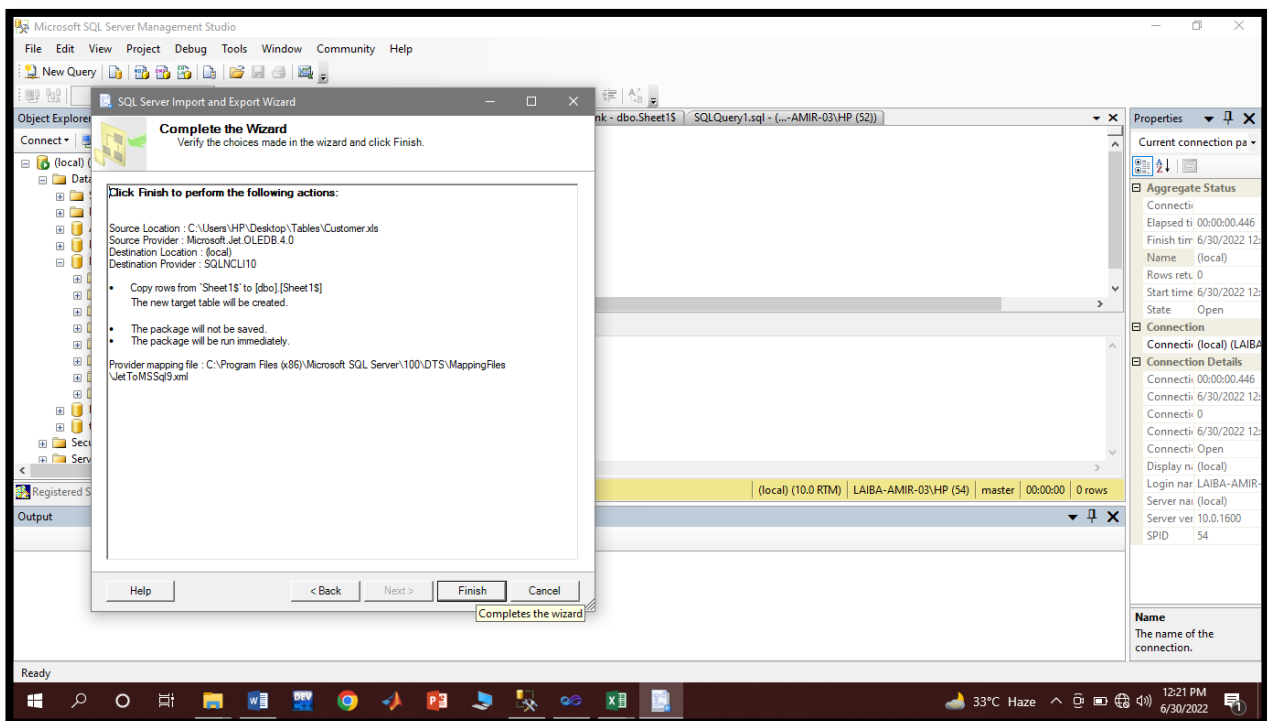 Microsoft SQL Server Management Studio
File Edit View Project Debug Tools Window Community Help
New Query
SQL Server Import and Export Wizard
Object Explorer
nk - dbo.Sheet1$ SQLQuery1.sql - (...-AMIR-03\HP (52))
Properties
Connect
Complete the Wizard
Verify the choices made in the wizard and click Finish.
Current connection pa
(local) (
Data
Click Finish to perform the following actions:
Source Location : C:\Users\HP\Desktop\Tables\Customer.xls
Source Provider : Microsoft.Jet.OLEDB.4.0
Destination Location : (local)
Destination Provider : SQLNCLI10
• Copy rows from `Sheet1$` to [dbo].[Sheet1$]
The new target table will be created.
• The package will not be saved.
• The package will be run immediately.
Provider mapping file : C:\Program Files (x86)\Microsoft SQL Server\100\DTS\MappingFiles
\JetToMSSql9.xml
Secu
Serv
Registered S
Help < Back Next > Finish Cancel
Completes the wizard
(local) (10.0 RTM) LAIBA-AMIR-03\HP (54) master 00:00:00 0 rows
Output
Aggregate Status
Connecti
Elapsed ti 00:00:00.446
Finish tim 6/30/2022 12:
Name (local)
Rows retu 0
Start time 6/30/2022 12:
State Open
Connection
Connecti (local) (LAIBA
Connection Details
Connecti 00:00:00.446
Connecti 6/30/2022 12:
Connecti 0
Connecti 6/30/2022 12:
Connecti Open
Display na (local)
Login nar LAIBA-AMIR-
Server nai (local)
Server ver 10.0.1600
SPID 54
Name
The name of the
connection.
Ready
33°C Haze
12:21 PM
6/30/2022